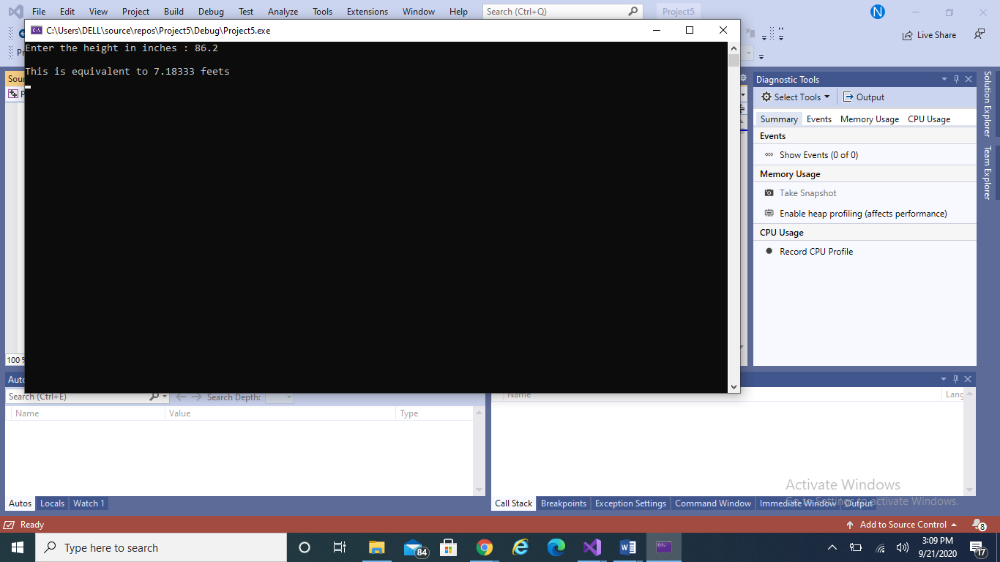 File Edit View Project Build Debug Test Analyze Tools Extensions Window Help Search (Ctrl+Q) Project5 N
C:\Users\DELL\source\repos\Project5\Debug\Project5.exe
Live Share
Enter the height in inches : 86.2
This is equivalent to 7.18333 feets
Diagnostic Tools
Select Tools Output
Summary Events Memory Usage CPU Usage
Events
Show Events (0 of 0)
Memory Usage
Take Snapshot
Enable heap profiling (affects performance)
CPU Usage
Record CPU Profile
Solution Explorer
Team Explorer
100 %
Search (Ctrl+E) Search Depth:
Name Value Type
Name Lang
Autos Locals Watch 1
Call Stack Breakpoints Exception Settings Command Window Immediate Window Output
Activate Windows
Go to Settings to activate Windows.
Ready Add to Source Control 8
Type here to search 84
3:09 PM
9/21/2020 17